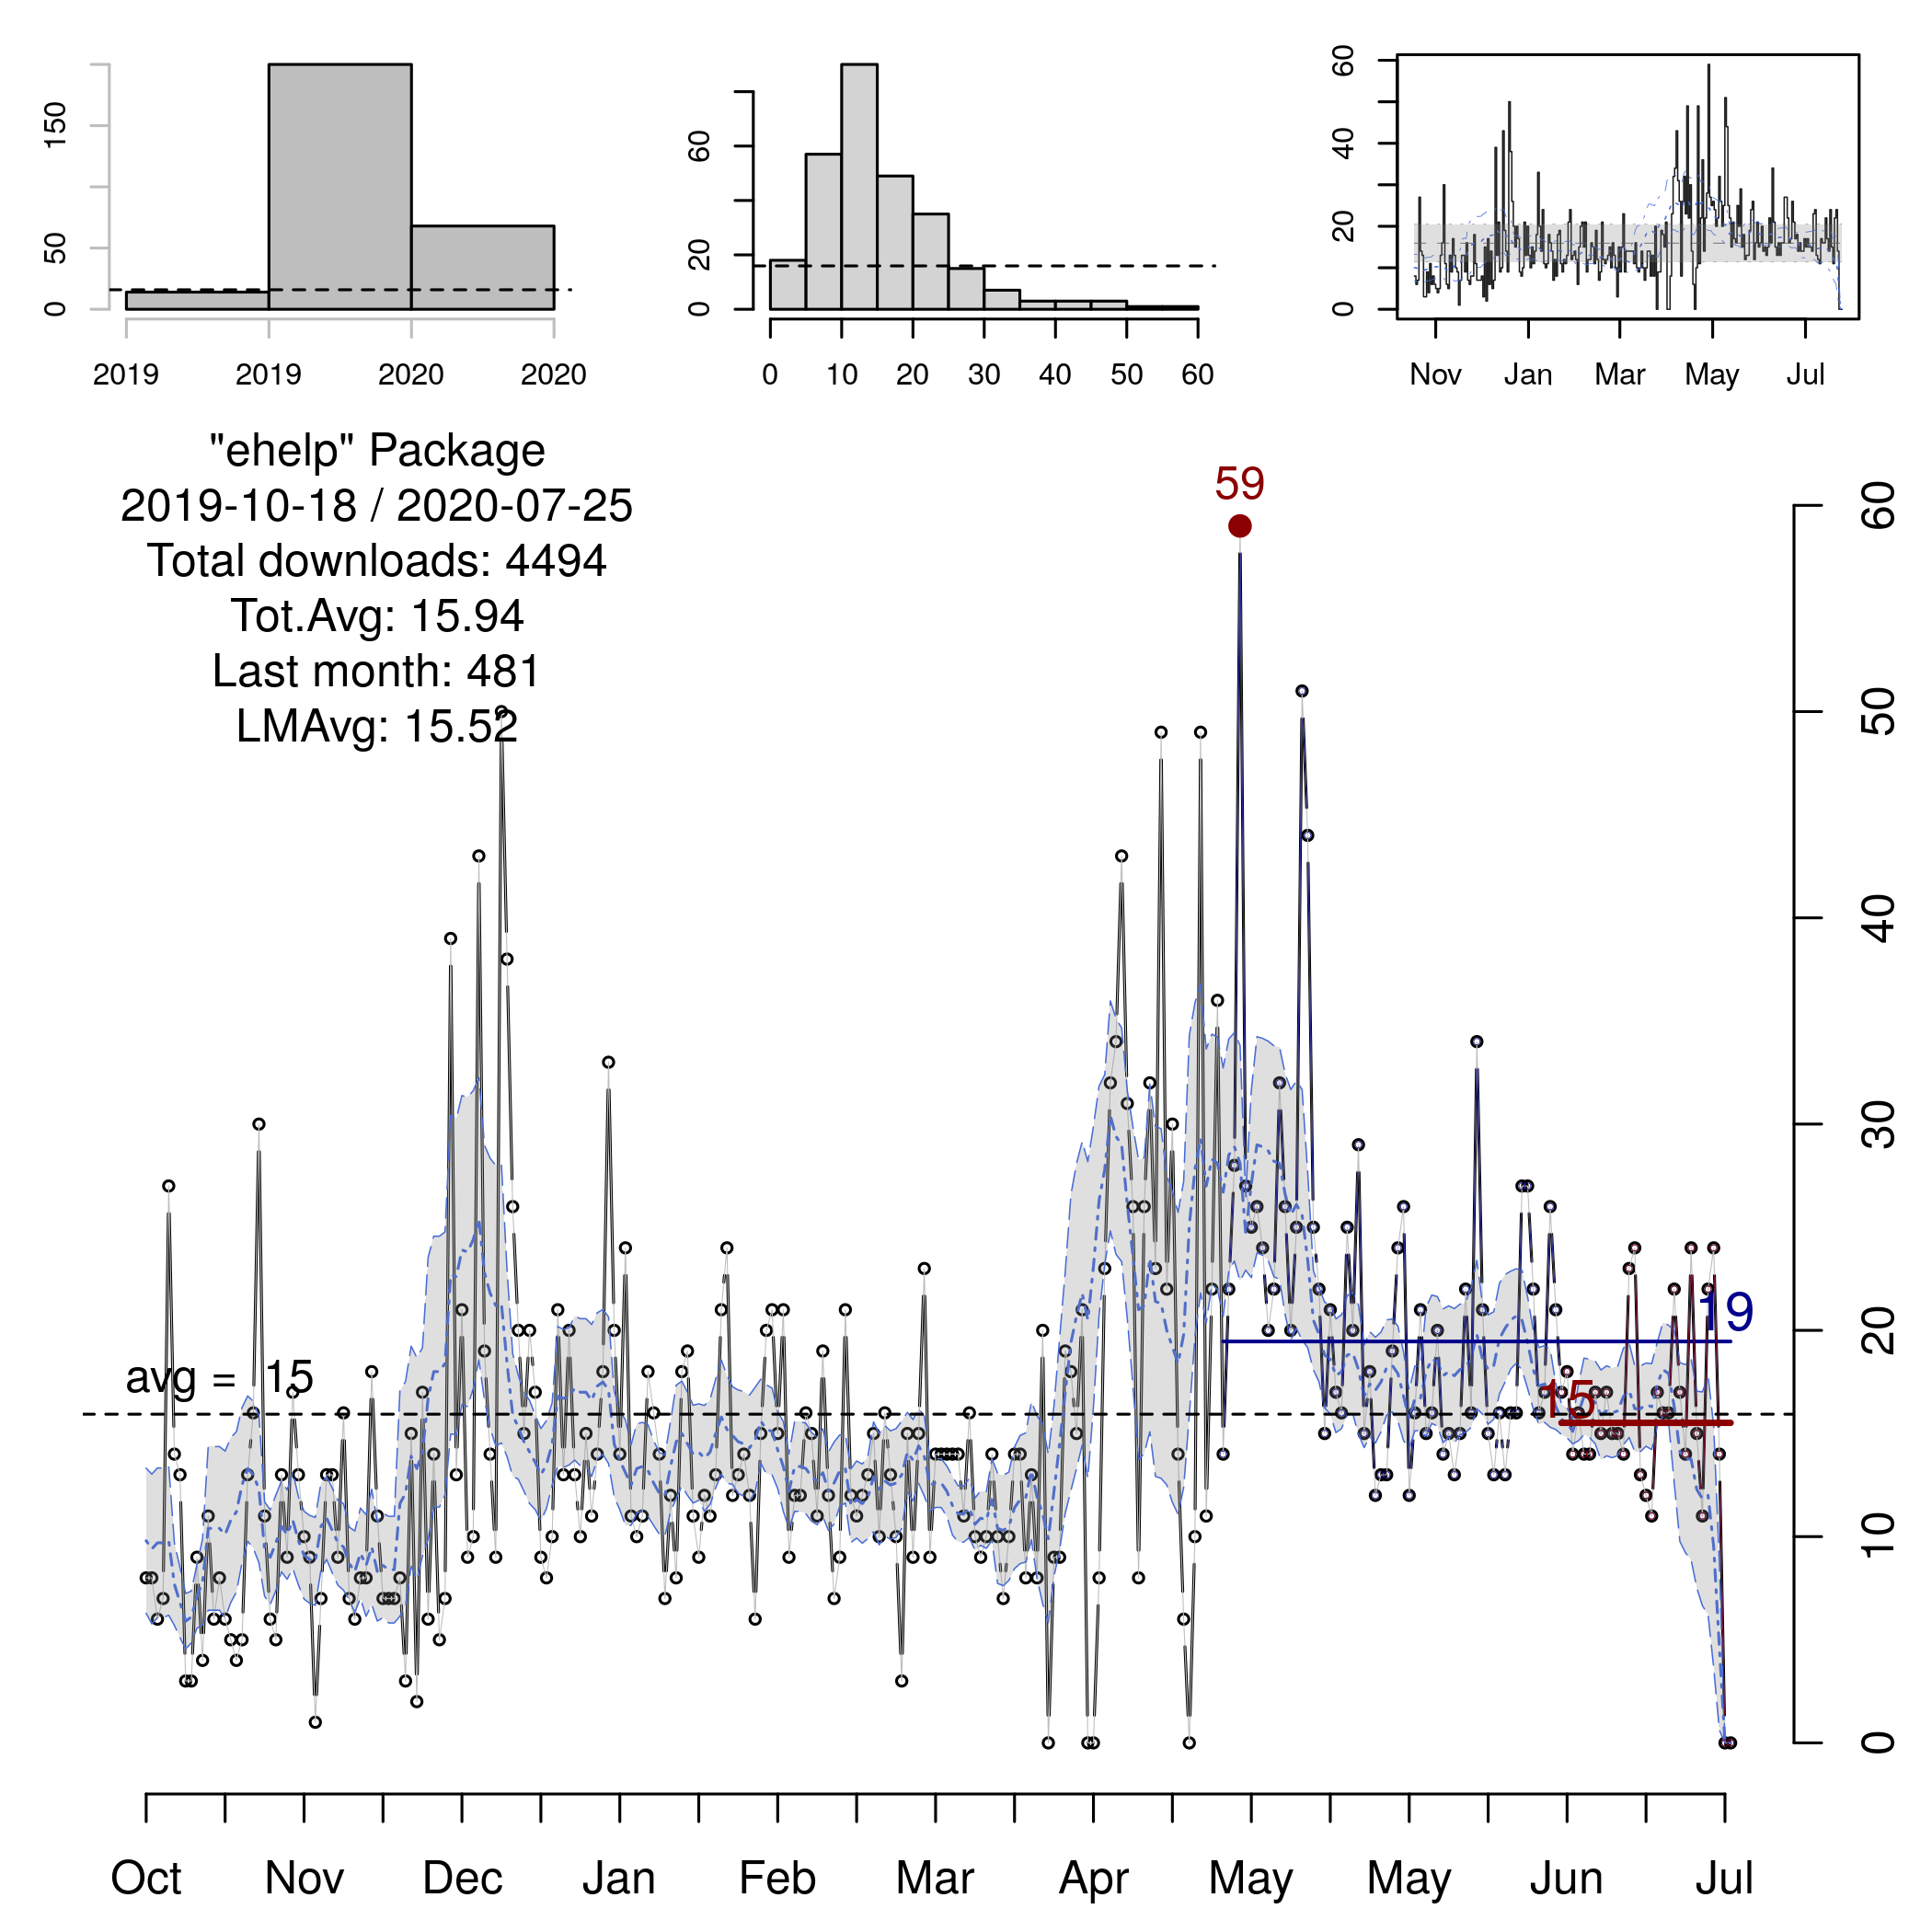 0 50 150
2019 2019 2020 2020
0 20 60
0 10 20 30 40 50 60
0 20 40 60
Nov Jan Mar May Jul
"ehelp" Package
2019-10-18 / 2020-07-25
Total downloads: 4494
Tot.Avg: 15.94
Last month: 481
LMAvg: 15.52
59
avg = 15
19
15
0 10 20 30 40 50 60
Oct Nov Dec Jan Feb Mar Apr May May Jun Jul